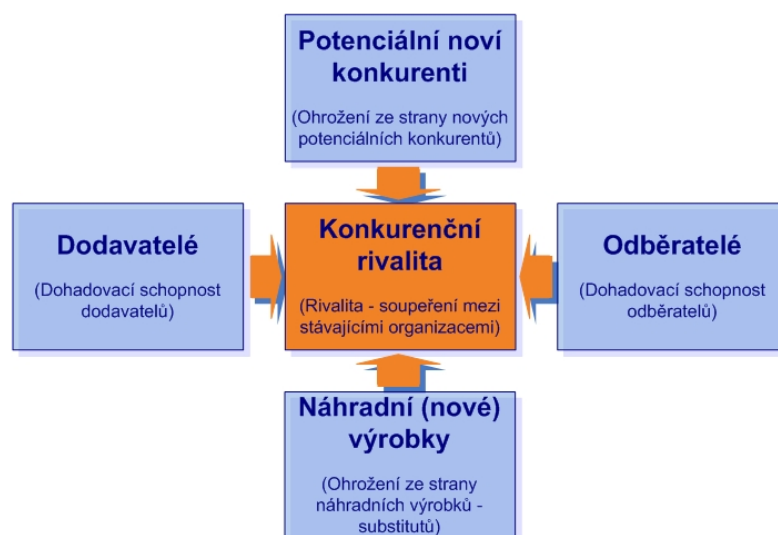 Potenciální noví
konkurenti
(Ohrožení ze strany nových
potenciálních konkurentů)
Dodavatelé
(Dohadovací schopnost
dodavatelů)
Konkurenční
rivalita
(Rivalita - soupeření mezi
stávajícími organizacemi)
Odběratelé
(Dohadovací schopnost
odběratelů)
Náhradní (nové)
výrobky
(Ohrožení ze strany
náhradních výrobků -
substitutů)